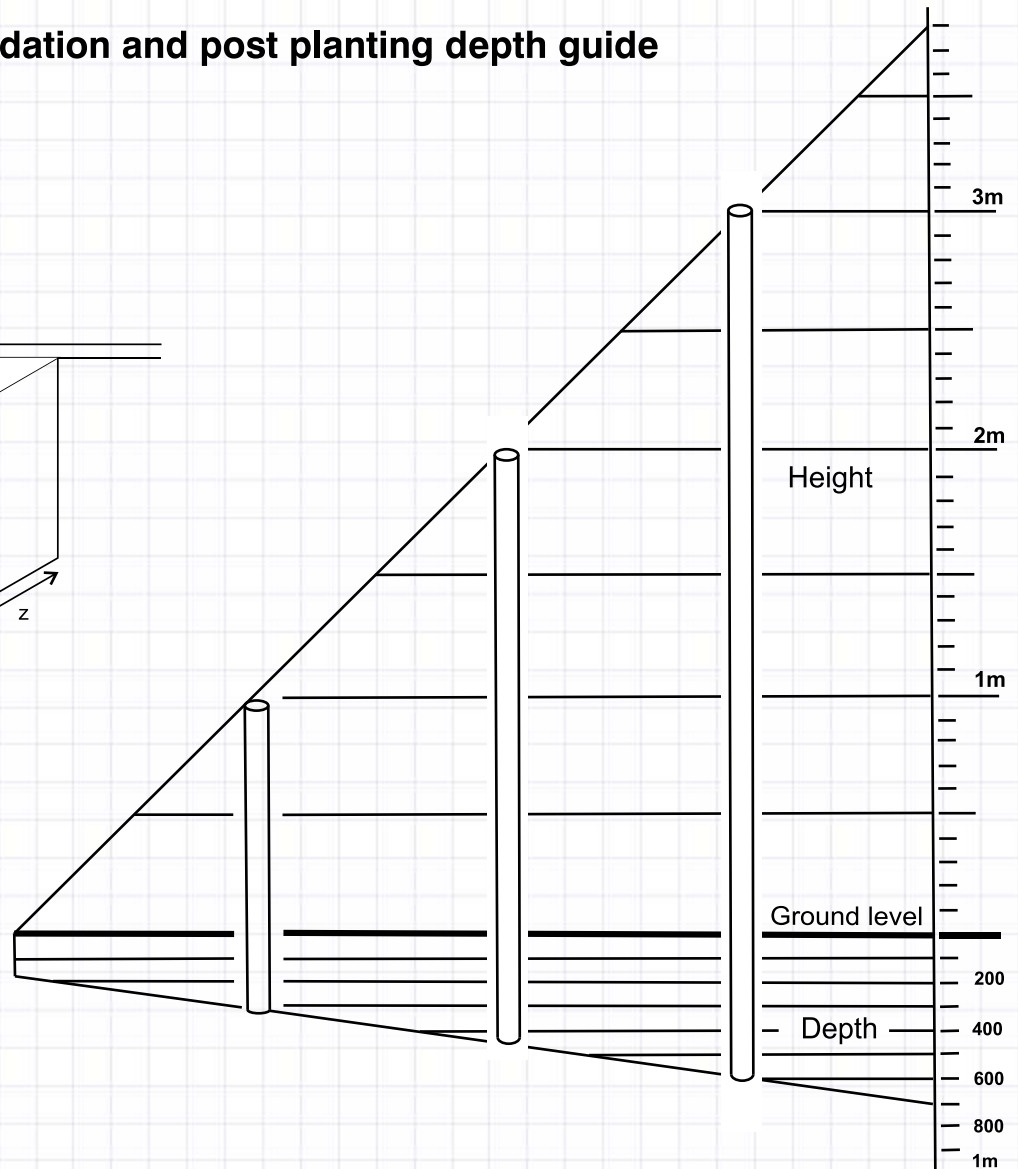 dation and post planting depth guide
3m
2m
Height
z
1m
Ground level
200
Depth
400
600
800
1m